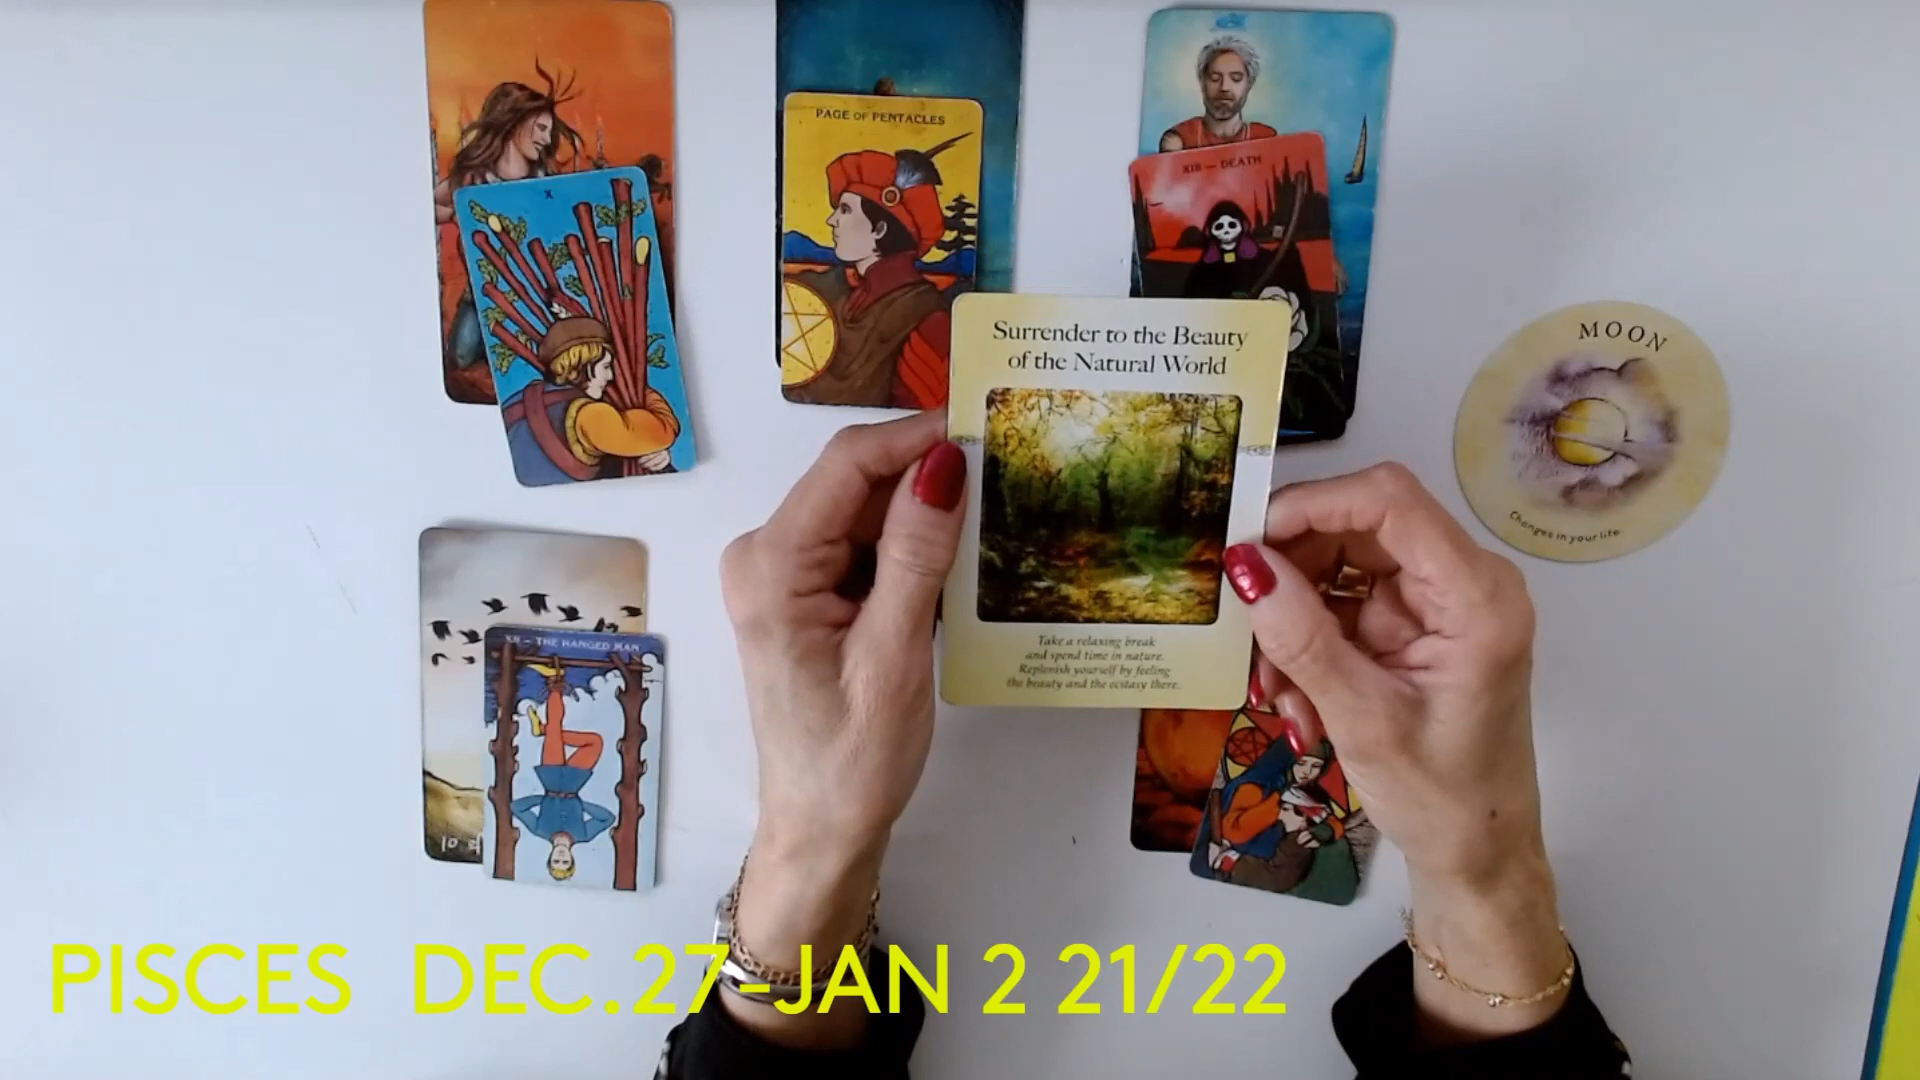 PAGE OF PENTACLES
XIII — DEATH
X
Surrender to the Beauty
of the Natural World
MOON
Changes in your life
Take a relaxing break
and spend time in nature.
Replenish yourself by feeling
the beauty and the ecstasy there.
XII — THE HANGED MAN
10 of
PISCES DEC.27-JAN 2 21/22